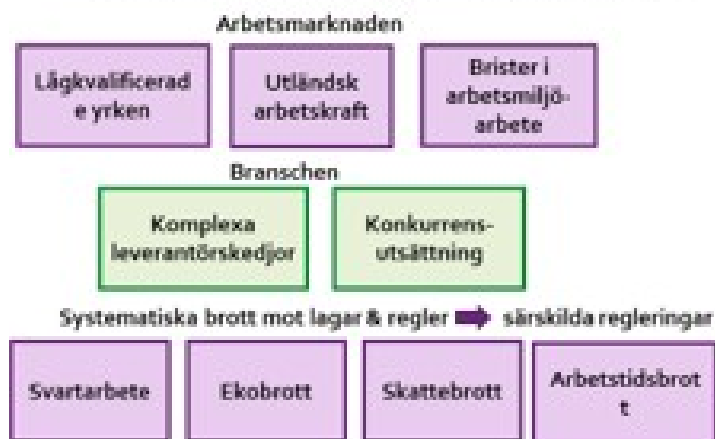 Arbetsmarknaden
Lågkvalificerad
e yrken
Utländsk
arbetskraft
Brister i
arbetsmiljö-
arbete
Branschen
Komplexa
leverantörskedjor
Konkurrens-
utsättning
Systematiska brott mot lagar & regler särskilda regleringar
Svartarbete
Ekobrott
Skattebrott
Arbetstidsbrot
t